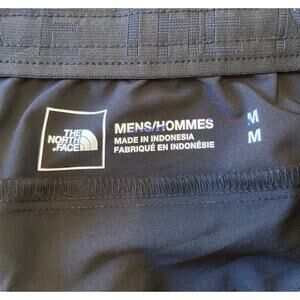 THE
NORTH
FACE
MENS/HOMMES
MADE IN INDONESIA
FABRIQUÉ EN INDONÉSIE
M
M